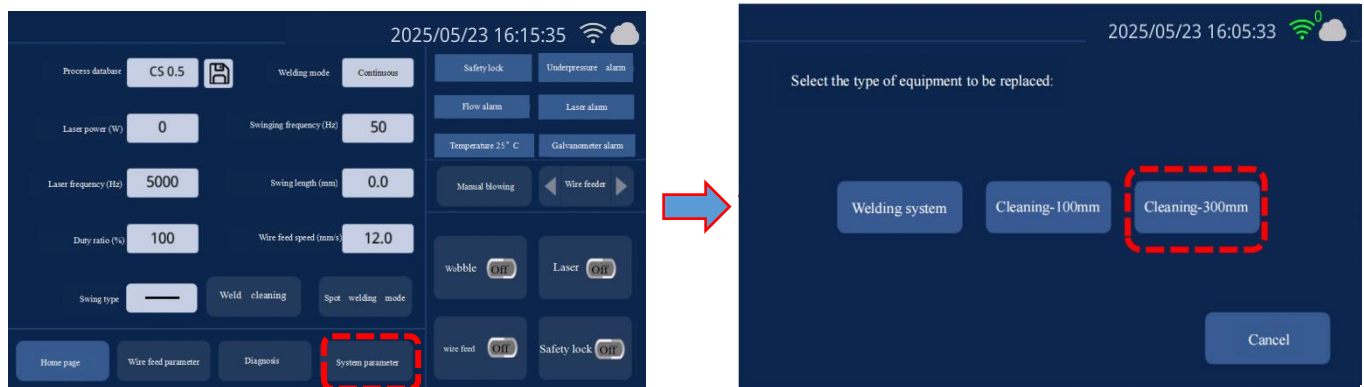 2025/05/23 16:15:35
Process database CS 0.5 Welding mode Continuous
Laser power (W) 0 Swinging frequency (Hz) 50
Laser frequency (Hz) 5000 Swing length (mm) 0.0
Duty ratio (%) 100 Wire feed speed (mm/s) 12.0
Swing type Weld cleaning Spot welding mode
Home page Wire feed parameter Diagnosis System parameter
Safety lock Underpressure alarm
Flow alarm Laser alarm
Temperature 25° C Galvanometer alarm
Manual blowing Wire feeder
wobble Off Laser Off
wire feed Off Safety lock Off
2025/05/23 16:05:33 0
Select the type of equipment to be replaced:
Welding system Cleaning-100mm Cleaning-300mm
Cancel